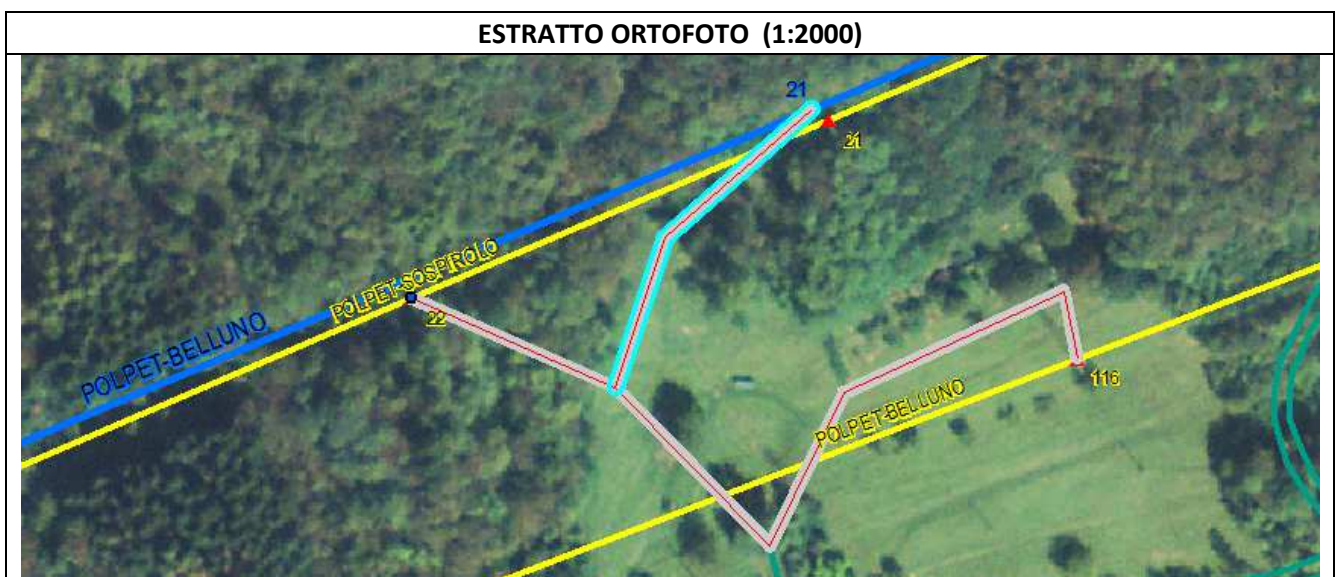 ESTRATTO ORTOFOTO (1:2000)
21
21
POLPET-SOSPIROLO
22
POLPET-BELLUNO
116
POLPET-BELLUNO